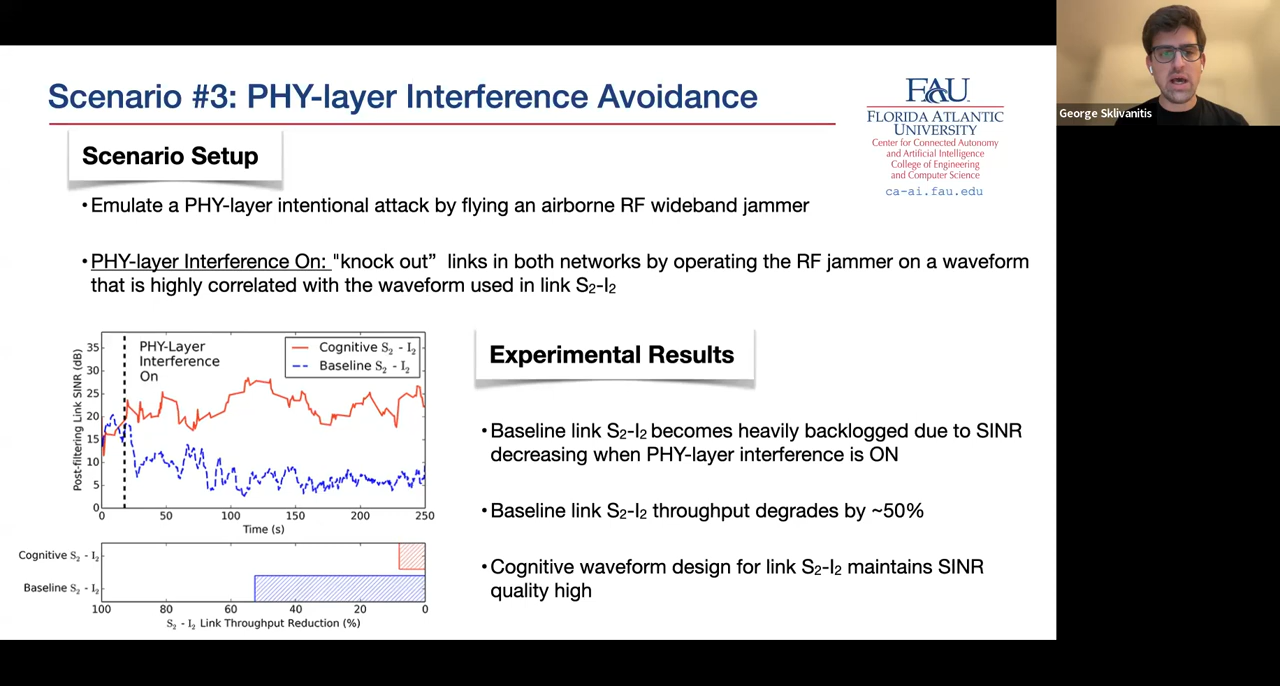 Scenario #3: PHY-layer Interference Avoidance
FAU
FLORIDA ATLANTIC
UNIVERSITY
Center for Connected Autonomy
and Artificial Intelligence
College of Engineering
and Computer Science
ca-ai.fau.edu
George Sklivanitis
Scenario Setup
•Emulate a PHY-layer intentional attack by flying an airborne RF wideband jammer
•PHY-layer Interference On: "knock out” links in both networks by operating the RF jammer on a waveform
that is highly correlated with the waveform used in link S2-I2
PHY-Layer
Interference
On
Cognitive S2 - I2
Baseline S2 - I2
Post-filtering Link SINR (dB)
35
30
25
20
15
10
5
0
0 50 100 150 200 250
Time (s)
Cognitive S2 - I2
Baseline S2 - I2
100 80 60 40 20 0
S2 - I2 Link Throughput Reduction (%)
Experimental Results
•Baseline link S2-I2 becomes heavily backlogged due to SINR
decreasing when PHY-layer interference is ON
•Baseline link S2-I2 throughput degrades by ~50%
•Cognitive waveform design for link S2-I2 maintains SINR
quality high